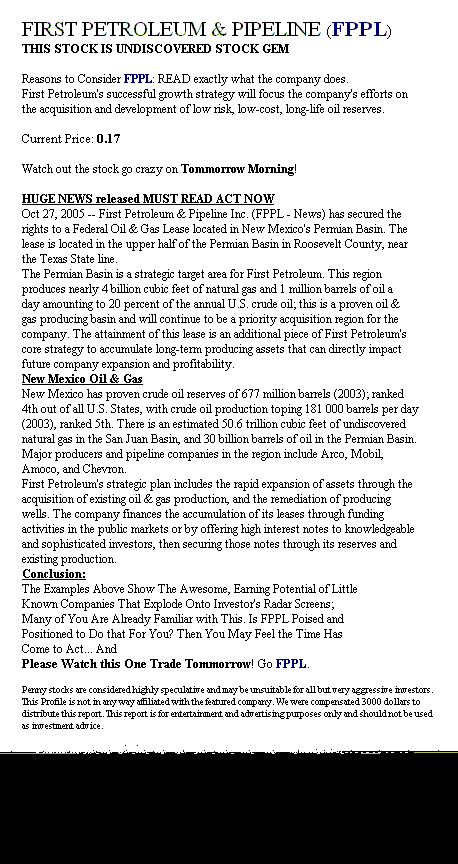 FIRST PETROLEUM & PIPELINE (FPPL)
THIS STOCK IS UNDISCOVERED STOCK GEM
Reasons to Consider FPPL: READ exactly what the company does.
First Petroleum's successful growth strategy will focus the company's efforts on
the acquisition and development of low risk, low-cost, long-life oil reserves.
Current Price: 0.17
Watch out the stock go crazy on Tommorrow Morning!
HUGE NEWS released MUST READ ACT NOW
Oct 27, 2005 -- First Petroleum & Pipeline Inc. (FPPL - News) has secured the
rights to a Federal Oil & Gas Lease located in New Mexico's Permian Basin. The
lease is located in the upper half of the Permian Basin in Roosevelt County, near
the Texas State line.
The Permian Basin is a strategic target area for First Petroleum. This region
produces nearly 4 billion cubic feet of natural gas and 1 million barrels of oil a
day amounting to 20 percent of the annual U.S. crude oil; this is a proven oil &
gas producing basin and will continue to be a priority acquisition region for the
company. The attainment of this lease is an additional piece of First Petroleum's
core strategy to accumulate long-term producing assets that can directly impact
future company expansion and profitability.
New Mexico Oil & Gas
New Mexico has proven crude oil reserves of 677 million barrels (2003); ranked
4th out of all U.S. States, with crude oil production toping 181 000 barrels per day
(2003), ranked 5th. There is an estimated 50.6 trillion cubic feet of undiscovered
natural gas in the San Juan Basin, and 30 billion barrels of oil in the Permian Basin.
Major producers and pipeline companies in the region include Arco, Mobil,
Amoco, and Chevron.
First Petroleum's strategic plan includes the rapid expansion of assets through the
acquisition of existing oil & gas production, and the remediation of producing
wells. The company finances the accumulation of its leases through funding
activities in the public markets or by offering high interest notes to knowledgeable
and sophisticated investors, then securing those notes through its reserves and
existing production.
Conclusion:
The Examples Above Show The Awesome, Earning Potential of Little
Known Companies That Explode Onto Investor's Radar Screens;
Many of You Are Already Familiar with This. Is FPPL Poised and
Positioned to Do that For You? Then You May Feel the Time Has
Come to Act... And
Please Watch this One Trade Tommorrow! Go FPPL.
Penny stocks are considered highly speculative and may be unsuitable for all but very aggressive investors.
This Profile is not in any way affiliated with the featured company. We were compensated 3000 dollars to
distribute this report. This report is for entertainment and advertising purposes only and should not be used
as investment advice.